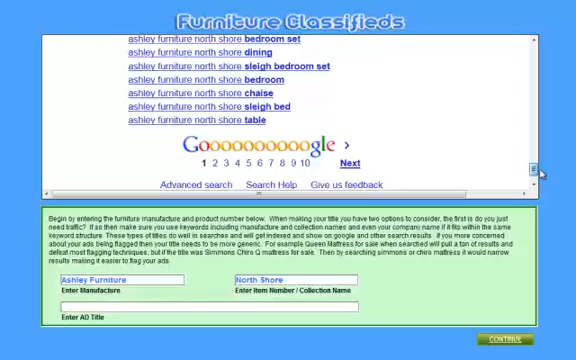 Furniture Classifieds
ashley furniture north shore bedroom set
ashley furniture north shore dining
ashley furniture north shore sleigh bedroom set
ashley furniture north shore bedroom
ashley furniture north shore chaise
ashley furniture north shore sleigh bed
ashley furniture north shore table
Goooooooooogle >
1 2 3 4 5 6 7 8 9 10 Next
Advanced search Search Help Give us feedback
Begin by entering the furniture manufacture and product number below. When making your title you have two options to consider, the first is do you just
need traffic? If so then make sure you use keywords including manufacture and collection names and even your company name if it fits within the same
keyword structure. These types of titles do well in searches and will get indexed and show on google and other search results. If you more concerned
about your ads being flagged then your title needs to be more generic. For example Queen Mattress for sale when searched will pull a ton of results and
defeat most flagging techniques, but if the title was Simmons Chiro Q mattress for sale. Then by searching simmons or chiro mattress it would narrow
results making it easier to flag your ads.
Ashley Furniture North Shore
Enter Manufacture Enter Item Number / Collection Name
Enter AD Title
CONTINUE